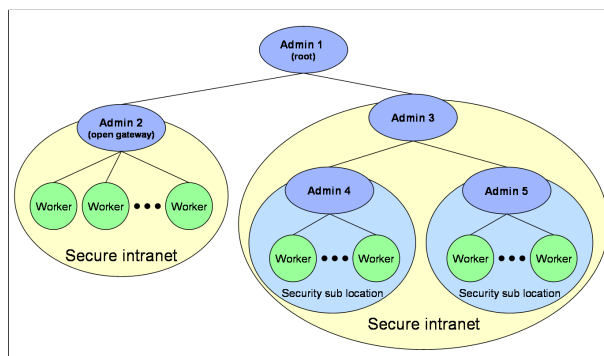 Admin 1
(root)
Admin 2
(open gateway)
Admin 3
Admin 4
Admin 5
Worker
Worker
Worker
Secure intranet
Worker
Worker
Security sub location
Worker
Worker
Security sub location
Secure intranet